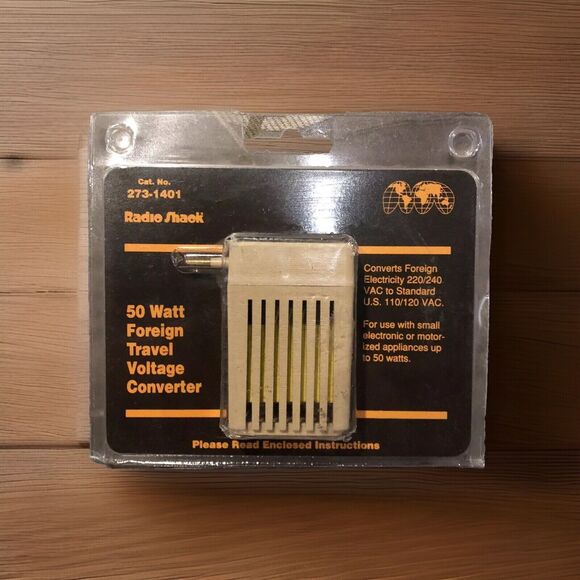 Cat. No.
273-1401
Radio Shack
50 Watt
Foreign
Travel
Voltage
Converter
Converts Foreign
Electricity 220/240
VAC to Standard
U.S. 110/120 VAC.
For use with small
electronic or motor-
ized appliances up
to 50 watts.
Please Read Enclosed Instructions